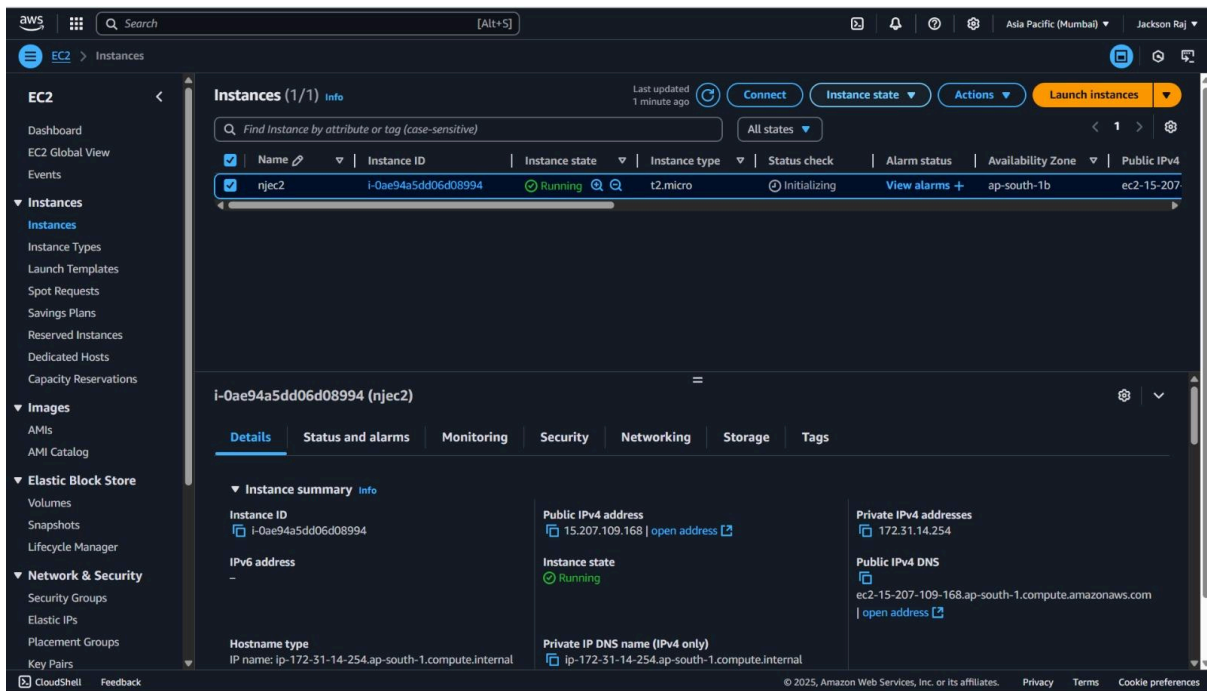 aws
Search [Alt+S] Asia Pacific (Mumbai) Jackson Raj
EC2 > Instances
EC2
Dashboard
EC2 Global View
Events
Instances
Instances
Instance Types
Launch Templates
Spot Requests
Savings Plans
Reserved Instances
Dedicated Hosts
Capacity Reservations
Images
AMIs
AMI Catalog
Elastic Block Store
Volumes
Snapshots
Lifecycle Manager
Network & Security
Security Groups
Elastic IPs
Placement Groups
Key Pairs
Instances (1/1) Info
Last updated
1 minute ago
Connect Instance state Actions Launch instances
Find Instance by attribute or tag (case-sensitive) All states < 1 >
Name Instance ID Instance state Instance type Status check Alarm status Availability Zone Public IPv4
njec2 i-0ae94a5dd06d08994 Running t2.micro Initializing View alarms + ap-south-1b ec2-15-207-
i-0ae94a5dd06d08994 (njec2)
Details Status and alarms Monitoring Security Networking Storage Tags
Instance summary Info
Instance ID
i-0ae94a5dd06d08994
Public IPv4 address
15.207.109.168 | open address
Private IPv4 addresses
172.31.14.254
IPv6 address
–
Instance state
Running
Public IPv4 DNS
ec2-15-207-109-168.ap-south-1.compute.amazonaws.com
| open address
Hostname type
IP name: ip-172-31-14-254.ap-south-1.compute.internal
Private IP DNS name (IPv4 only)
ip-172-31-14-254.ap-south-1.compute.internal
CloudShell Feedback © 2025, Amazon Web Services, Inc. or its affiliates. Privacy Terms Cookie preferences